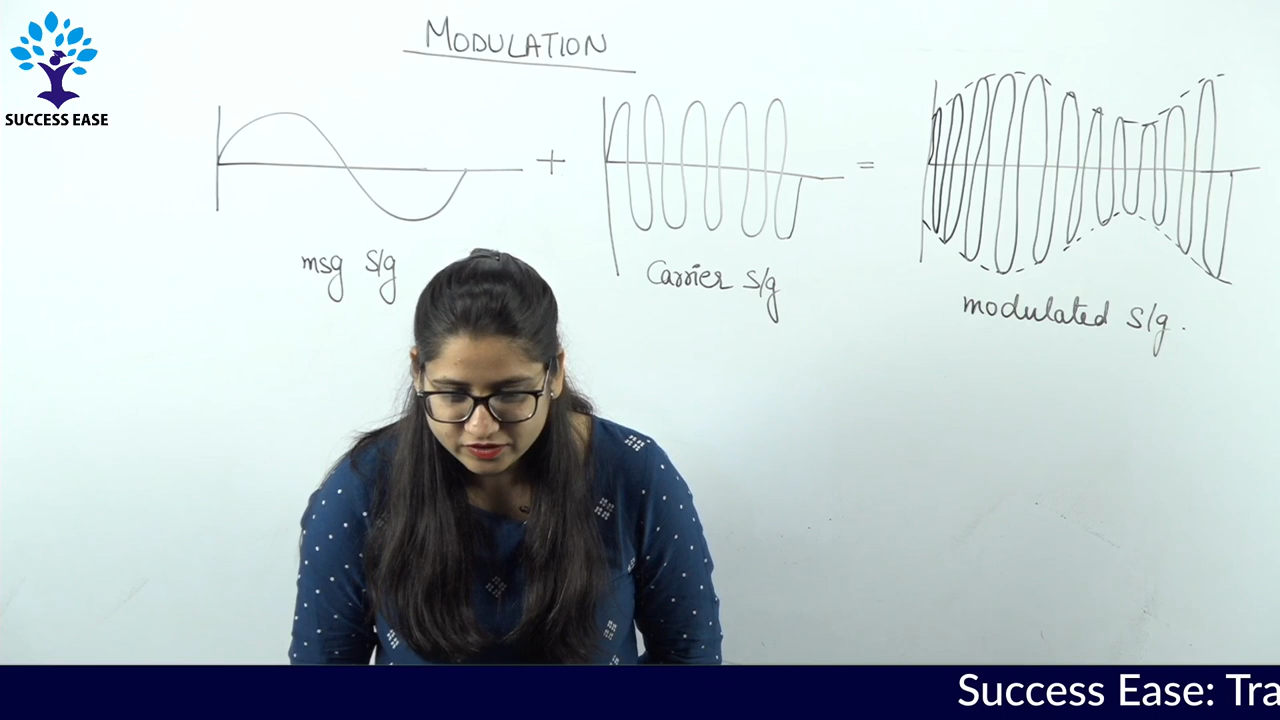 MODULATION
SUCCESS EASE
+
=
msg s/g
Carrier s/g
modulated s/g.
Success Ease: Tra